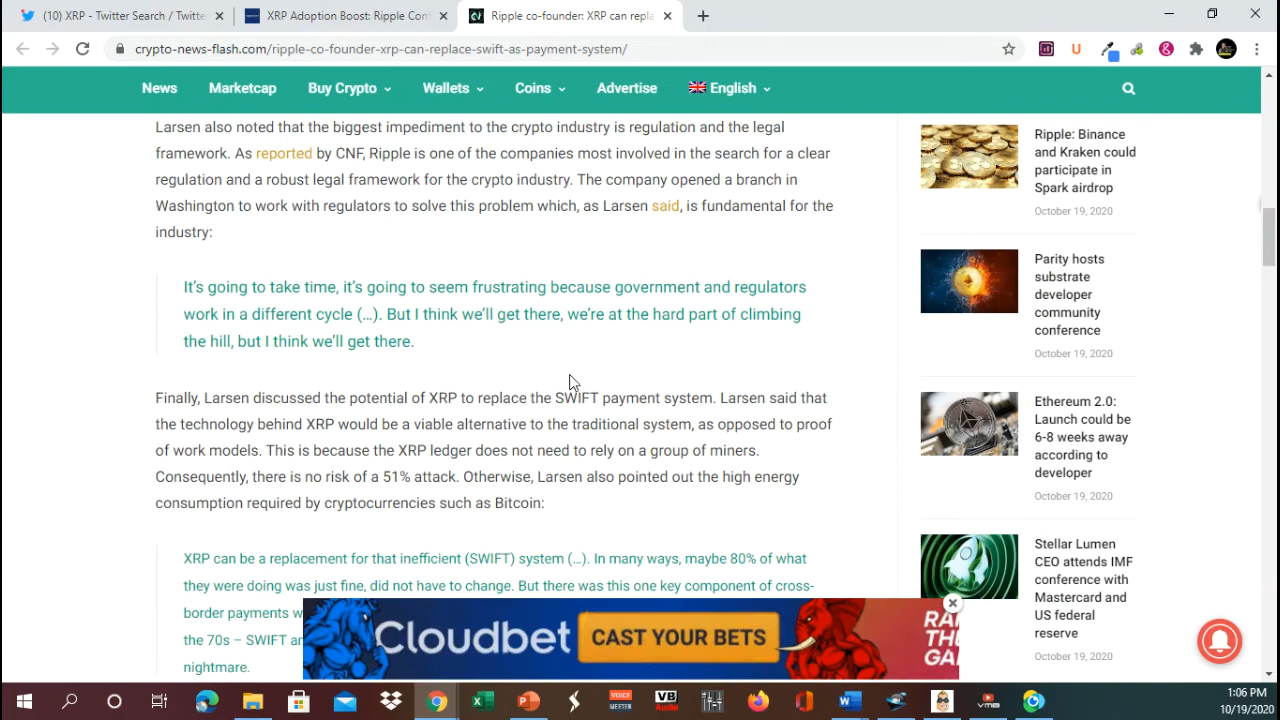 (10) XRP - Twitter Search / Twitte
XRP Adoption Boost: Ripple Cont
Ripple co-founder: XRP can repla
crypto-news-flash.com/ripple-co-founder-xrp-can-replace-swift-as-payment-system/
News
Marketcap
Buy Crypto
Wallets
Coins
Advertise
English
Larsen also noted that the biggest impediment to the crypto industry is regulation and the legal
framework. As reported by CNF, Ripple is one of the companies most involved in the search for a clear
regulation and a robust legal framework for the crypto industry. The company opened a branch in
Washington to work with regulators to solve this problem which, as Larsen said, is fundamental for the
industry:
It’s going to take time, it’s going to seem frustrating because government and regulators
work in a different cycle (…). But I think we’ll get there, we’re at the hard part of climbing
the hill, but I think we’ll get there.
Finally, Larsen discussed the potential of XRP to replace the SWIFT payment system. Larsen said that
the technology behind XRP would be a viable alternative to the traditional system, as opposed to proof
of work models. This is because the XRP ledger does not need to rely on a group of miners.
Consequently, there is no risk of a 51% attack. Otherwise, Larsen also pointed out the high energy
consumption required by cryptocurrencies such as Bitcoin:
XRP can be a replacement for that inefficient (SWIFT) system (…). In many ways, maybe 80% of what
they were doing was just fine, did not have to change. But there was this one key component of cross-
border payments w
the 70s – SWIFT an
nightmare.
Ripple: Binance
and Kraken could
participate in
Spark airdrop
October 19, 2020
Parity hosts
substrate
developer
community
conference
October 19, 2020
Ethereum 2.0:
Launch could be
6-8 weeks away
according to
developer
October 19, 2020
Stellar Lumen
CEO attends IMF
conference with
Mastercard and
US federal
reserve
October 19, 2020
Cloudbet
CAST YOUR BETS
VOICE
MEETER
VB
Audio
VMB
1:06 PM
10/19/2020